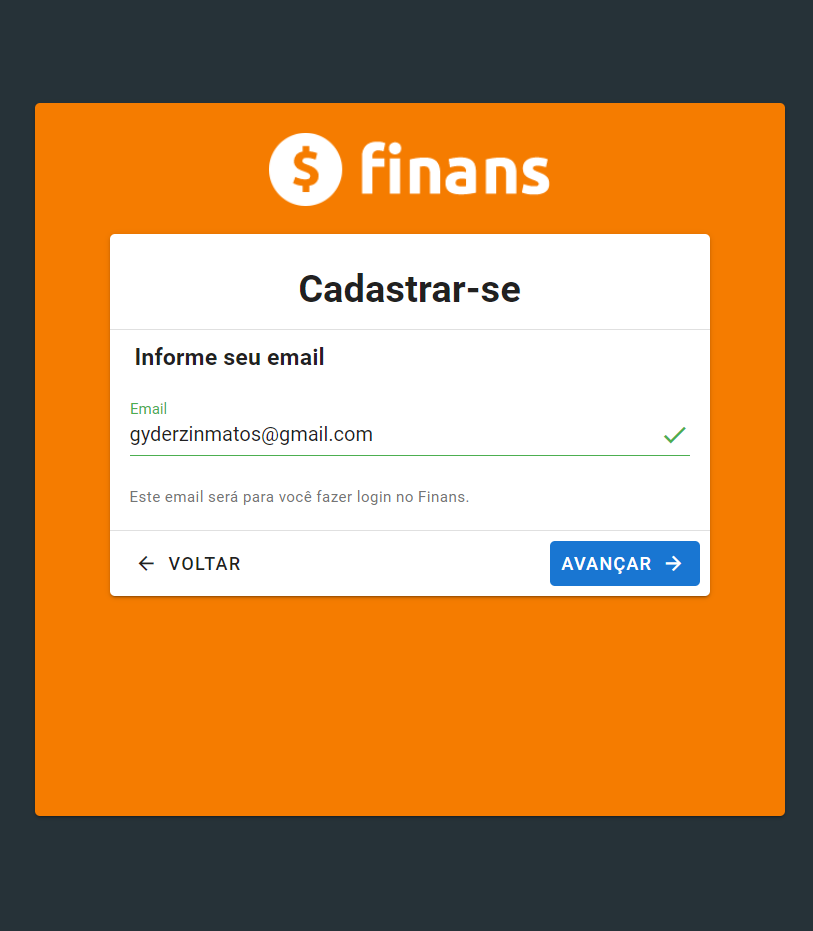 $ finans
Cadastrar-se
Informe seu email
Email
gyderzinmatos@gmail.com
Este email será para você fazer login no Finans.
VOLTAR
AVANÇAR